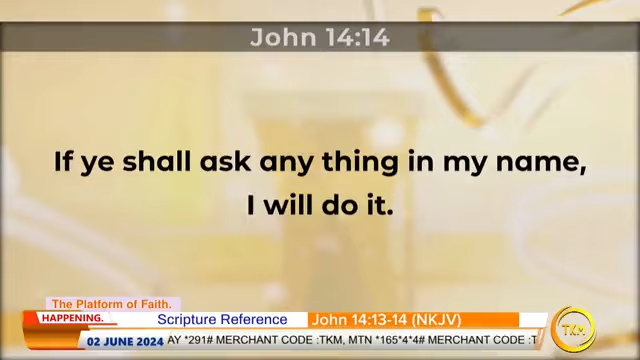 John 14:14
If ye shall ask any thing in my name,
I will do it.
The Platform of Faith.
HAPPENING.
Scripture Reference
John 14:13-14 (NKJV)
TKM
02 JUNE 2024
AY *291# MERCHANT CODE :TKM, MTN *165*4*4# MERCHANT CODE :T